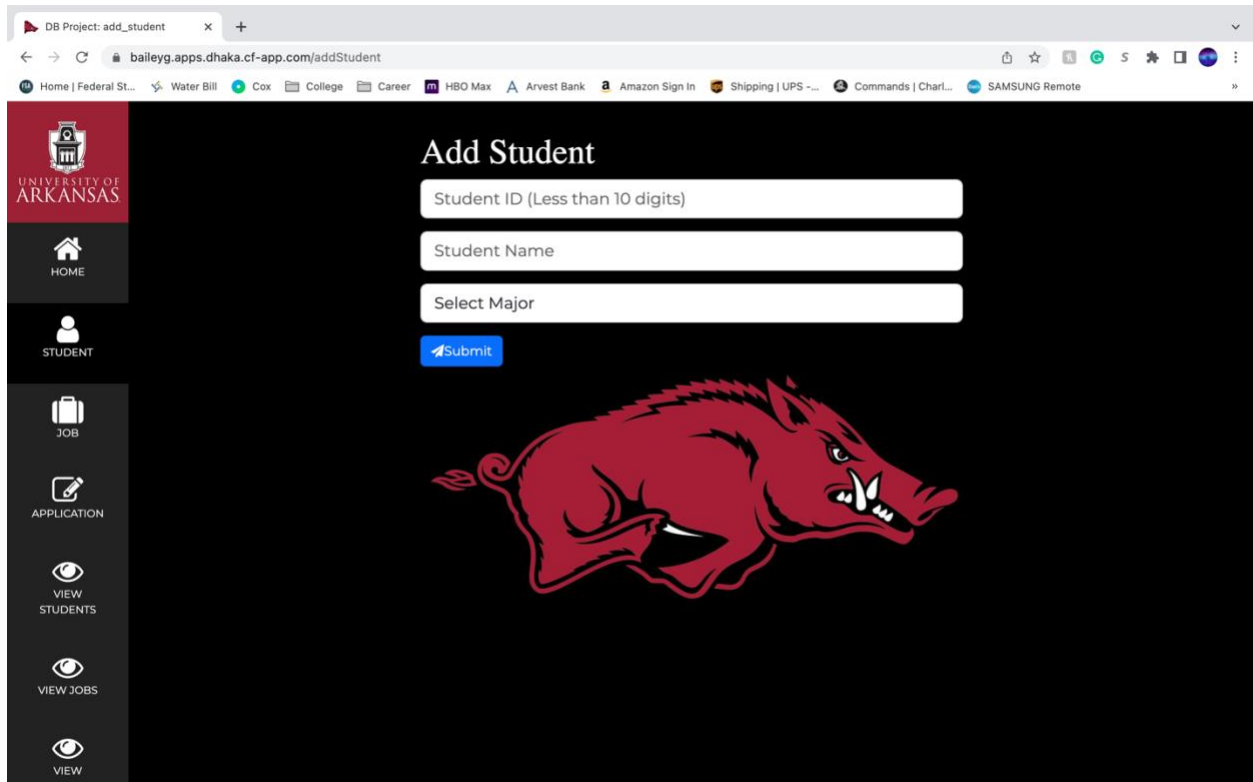 DB Project: add_student
baileyg.apps.dhaka.cf-app.com/addStudent
Home | Federal St... Water Bill Cox College Career HBO Max Arvest Bank Amazon Sign In Shipping | UPS -... Commands | Charl... SAMSUNG Remote »
UNIVERSITY OF
ARKANSAS
HOME
STUDENT
JOB
APPLICATION
VIEW
STUDENTS
VIEW JOBS
VIEW
Add Student
Student ID (Less than 10 digits)
Student Name
Select Major
Submit